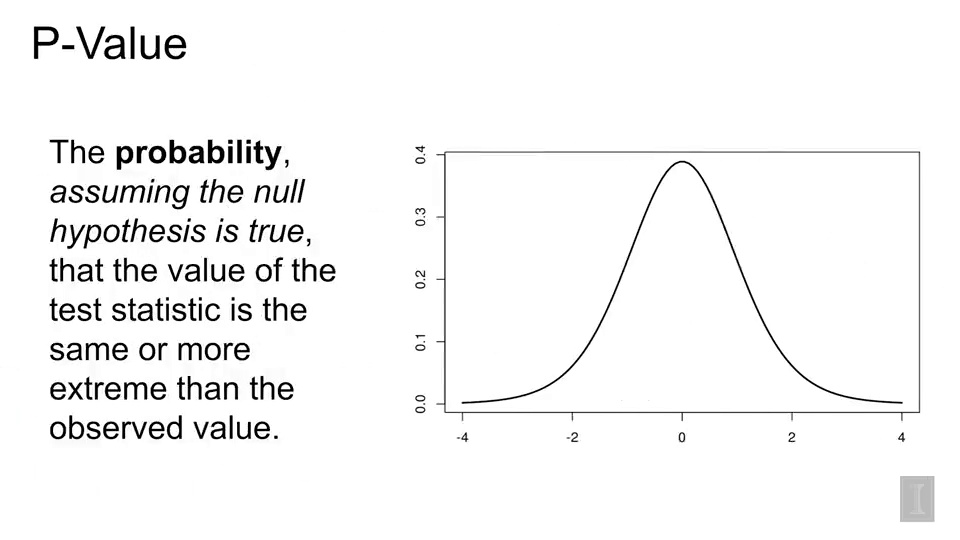 P-Value
The probability,
assuming the null
hypothesis is true,
that the value of the
test statistic is the
same or more
extreme than the
observed value.
0.4
0.3
0.2
0.1
0.0
-4 -2 0 2 4
I